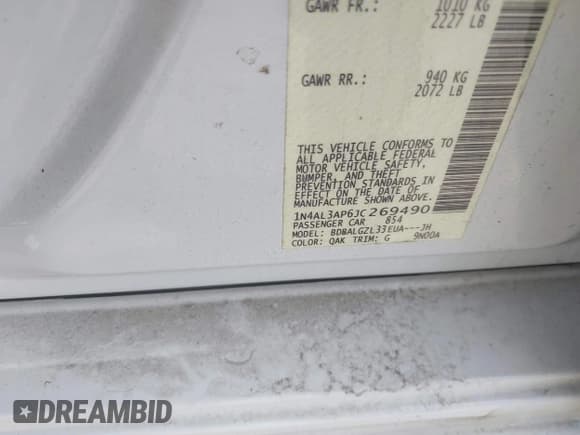 GAWR FR.: 1010 KG
2227 LB
GAWR RR.: 940 KG
2072 LB
THIS VEHICLE CONFORMS TO
ALL APPLICABLE FEDERAL
MOTOR VEHICLE SAFETY,
BUMPER, AND THEFT
PREVENTION STANDARDS
IN EFFECT ON THE DATE OF
MANUFACTURE SHOWN ABOVE.
1N4AL3AP6JC269490
PASSENGER CAR 854
MODEL: BDBALGZL33EUA---JH
COLOR: QAK TRIM: G 9N00A
DREAMBID